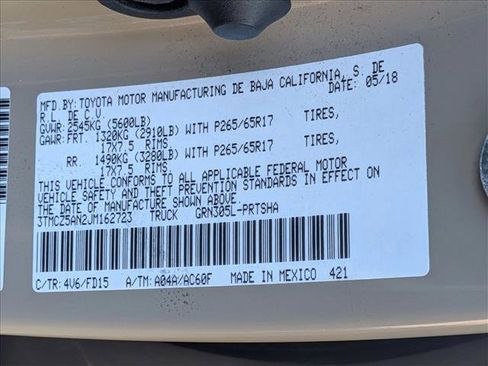 MFD.BY:TOYOTA MOTOR MANUFACTURING DE BAJA CALIFORNIA, S. DE
R.L. DE C.V. DATE: 05/18
GVWR:2545KG (5600LB)
GAWR:FRT. 1320KG (2910LB) WITH P265/65R17 TIRES,
17X7.5 RIMS
RR. 1490KG (3280LB) WITH P265/65R17 TIRES,
17X7.5 RIMS
THIS VEHICLE CONFORMS TO ALL APPLICABLE FEDERAL MOTOR
VEHICLE SAFETY AND THEFT PREVENTION STANDARDS IN EFFECT ON
THE DATE OF MANUFACTURE SHOWN ABOVE.
3TMCZ5AN2JM162723 TRUCK GRN305L-PRTSHA
C/TR:4V6/FD15 A/TM:A04A/AC60F MADE IN MEXICO 421